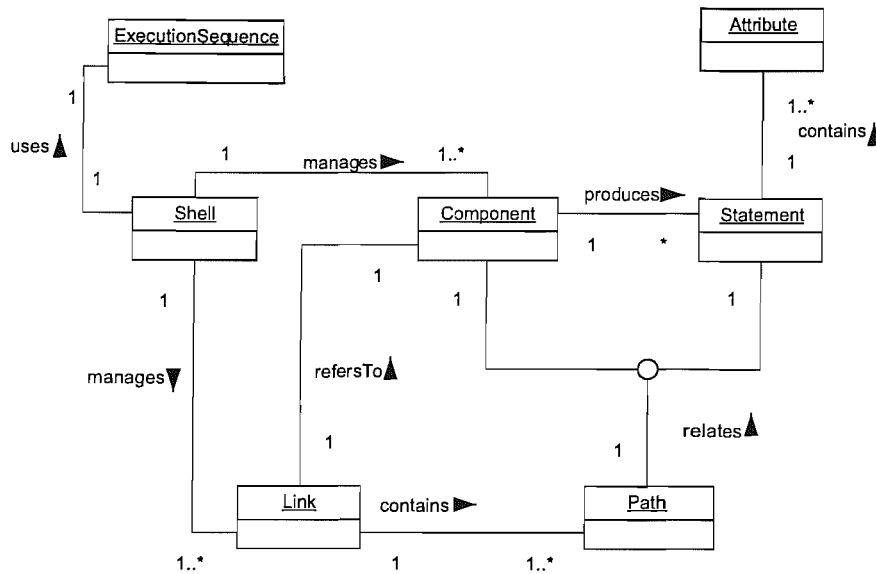 ExecutionSequence
Attribute
1
1..*
uses
contains
1
manages
1..*
1
produces
1
Shell
Component
Statement
1
*
1
1
1
1
manages
refersTo
relates
1
1
Link
contains
Path
1..*
1
1..*